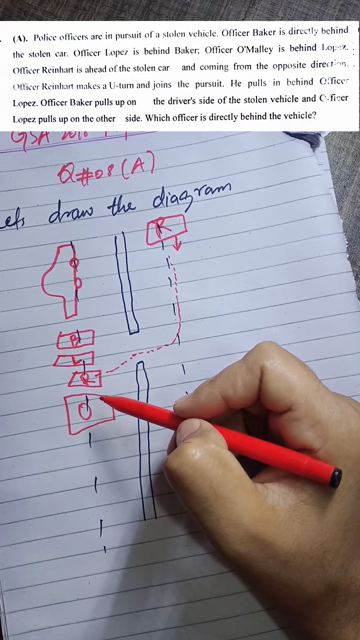 (A). Police officers are in pursuit of a stolen vehicle. Officer Baker is directly behind
the stolen car. Officer Lopez is behind Baker; Officer O'Malley is behind Lopez.
Officer Reinhart is ahead of the stolen car and coming from the opposite direction.
Officer Reinhart makes a U-turn and joins the pursuit. He pulls in behind Officer
Lopez. Officer Baker pulls up on the driver's side of the stolen vehicle and Officer
Lopez pulls up on the other side. Which officer is directly behind the vehicle?
Q#08(A)
draw the diagram
R
B
L
R
O